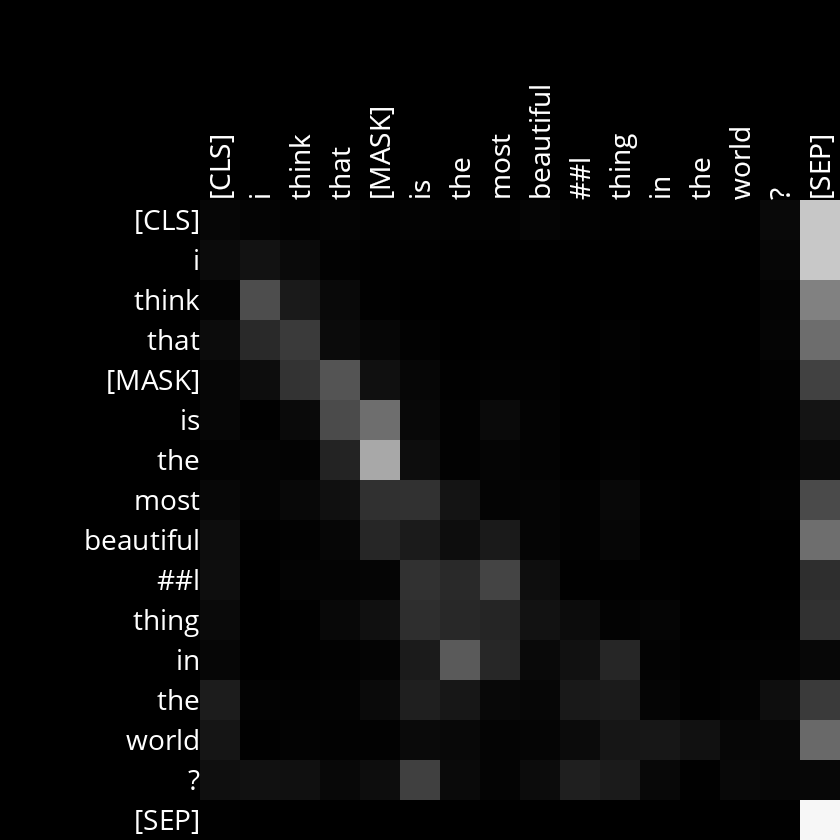 [CLS] i think that [MASK] is the most beautiful ##l thing in the world ? [SEP]
[CLS]
i
think
that
[MASK]
is
the
most
beautiful
##l
thing
in
the
world
?
[SEP]